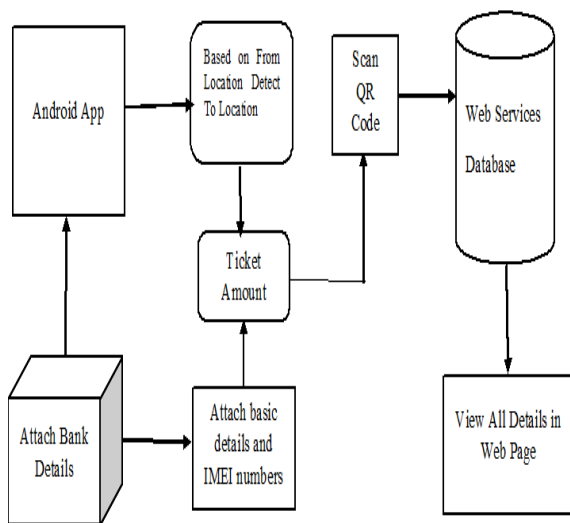 Android App
Based on From
Location Detect
To Location
Scan
QR
Code
Web Services
Database
Ticket
Amount
Attach Bank
Details
Attach basic
details and
IMEI numbers
View All Details in
Web Page